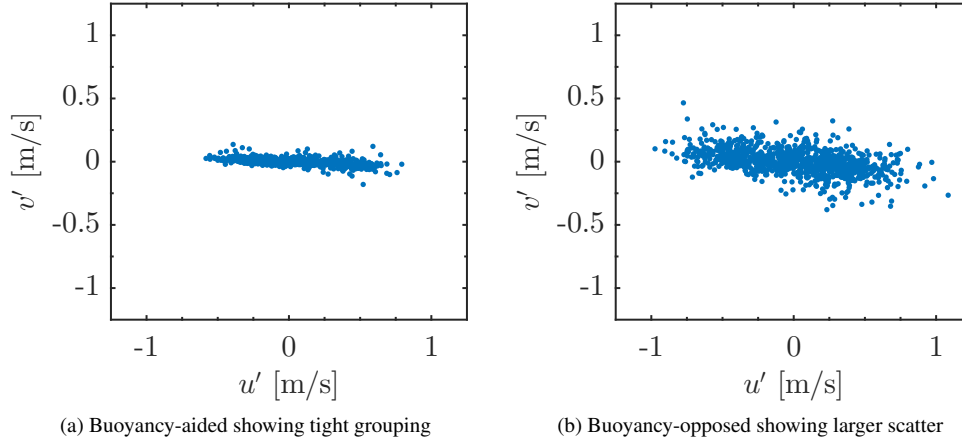 1
0.5
0
-0.5
-1
v′ [m/s]
-1 0 1
u′ [m/s]
(a) Buoyancy-aided showing tight grouping
1
0.5
0
-0.5
-1
v′ [m/s]
-1 0 1
u′ [m/s]
(b) Buoyancy-opposed showing larger scatter